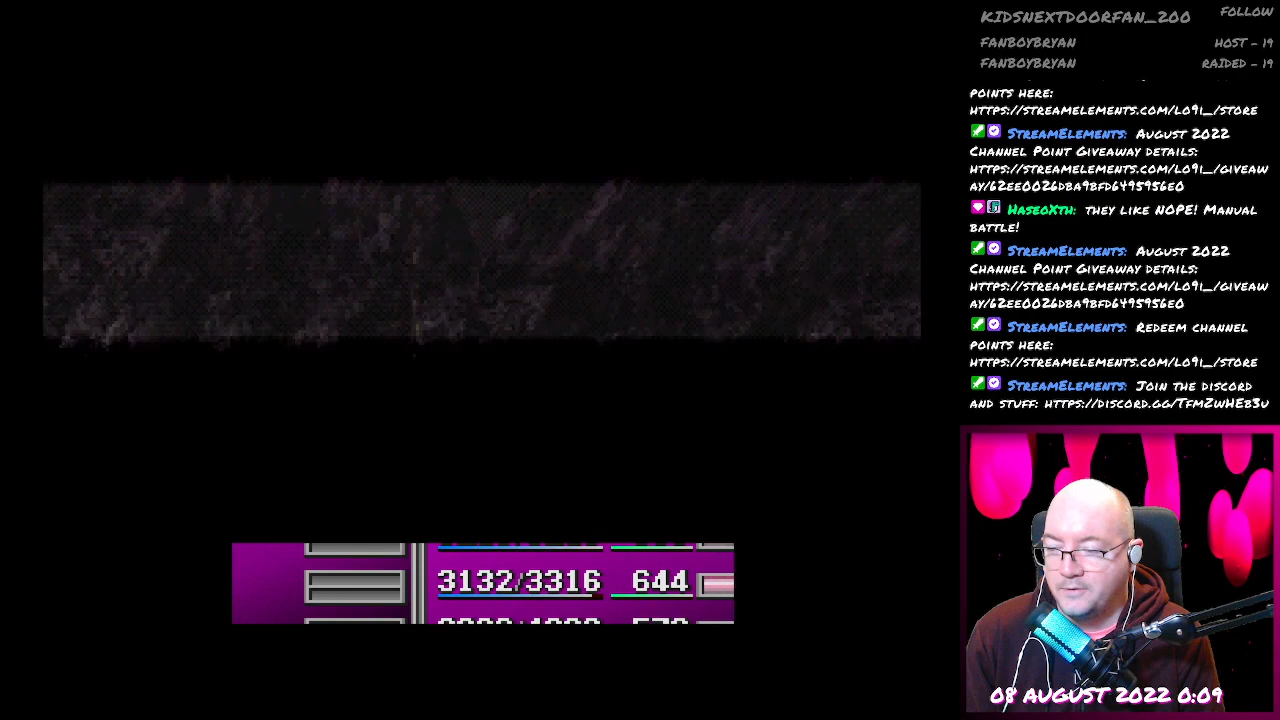 KIDSNEXTDOORFAN_200 FOLLOW
FANBOYBRYAN HOST - 19
FANBOYBRYAN RAIDED - 19
POINTS HERE:
HTTPS://STREAMELEMENTS.COM/LO9I_/STORE
STREAMELEMENTS: AUGUST 2022
CHANNEL POINT GIVEAWAY DETAILS:
HTTPS://STREAMELEMENTS.COM/LO9I_/GIVEAW
AY/62EE0026DBA9BFD6495956E0
HASEOXTH: THEY LIKE NOPE! MANUAL
BATTLE!
STREAMELEMENTS: AUGUST 2022
CHANNEL POINT GIVEAWAY DETAILS:
HTTPS://STREAMELEMENTS.COM/LO9I_/GIVEAW
AY/62EE0026DBA9BFD6495956E0
STREAMELEMENTS: REDEEM CHANNEL
POINTS HERE:
HTTPS://STREAMELEMENTS.COM/LO9I_/STORE
STREAMELEMENTS: JOIN THE DISCORD
AND STUFF: HTTPS://DISCORD.GG/TFMZWHEB3U
3132/3316 644
08 AUGUST 2022 0:09